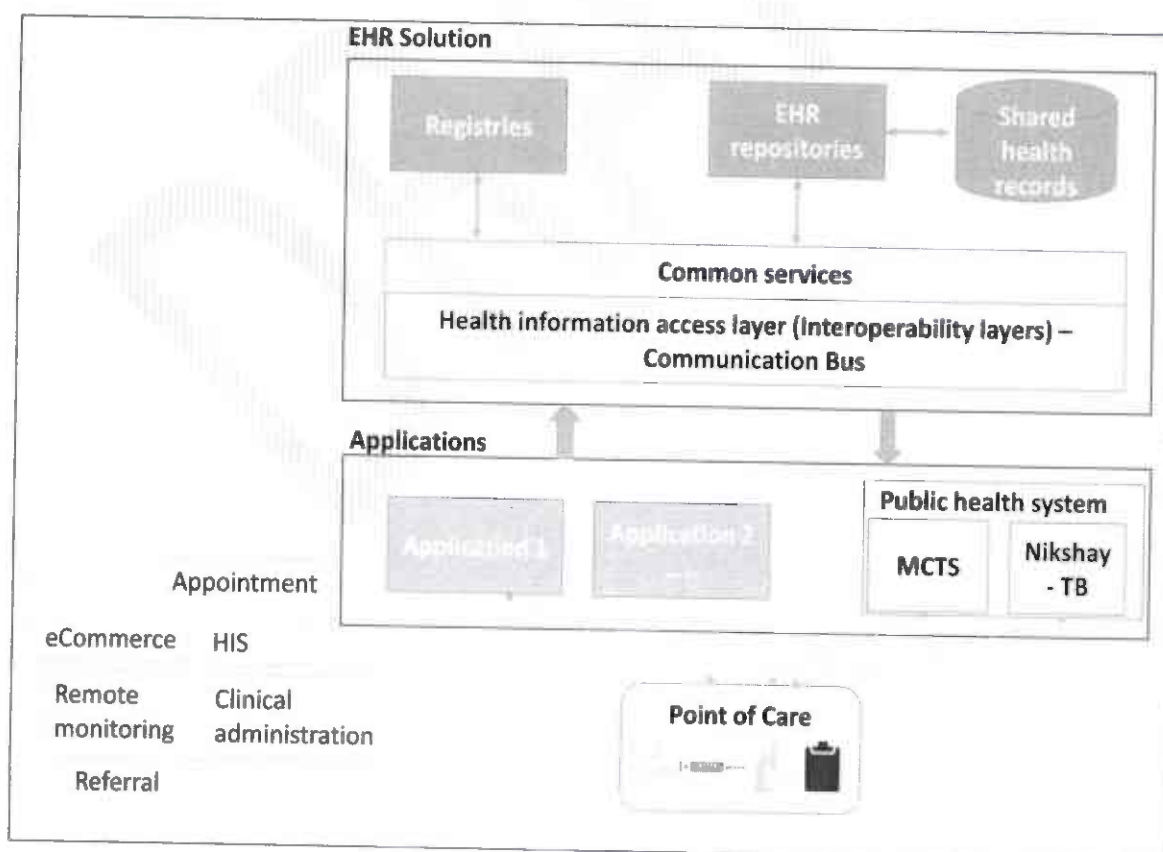 EHR Solution
Registries
EHR
repositories
Shared
health
records
Common services
Health information access layer (Interoperability layers) –
Communication Bus
Applications
Application 1
Application 2
....
Public health system
MCTS
Nikshay
- TB
Appointment
eCommerce
HIS
Remote
monitoring
Clinical
administration
Referral
Point of Care